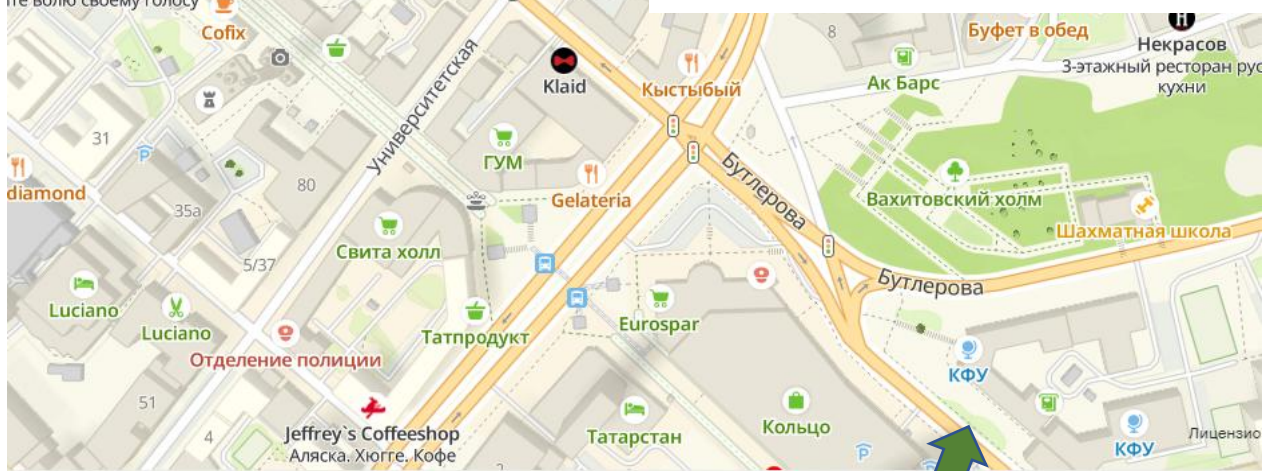 те волю своему голосу
Cofix
Университетская
Klaid
Кыстыбый
8
Буфет в обед
Некрасов
3-этажный ресторан рус
кухни
Ак Барс
31
P
diamond
35а
80
ГУМ
Gelateria
Бутлерова
Вахитовский холм
Шахматная школа
Свита холл
5/37
Luciano
Luciano
Отделение полиции
Татпродукт
Eurospar
Бутлерова
КФУ
51
4
Jeffrey`s Coffeeshop
Аляска. Хюгге. Кофе
Татарстан
Кольцо
P
КФУ
Лицензио